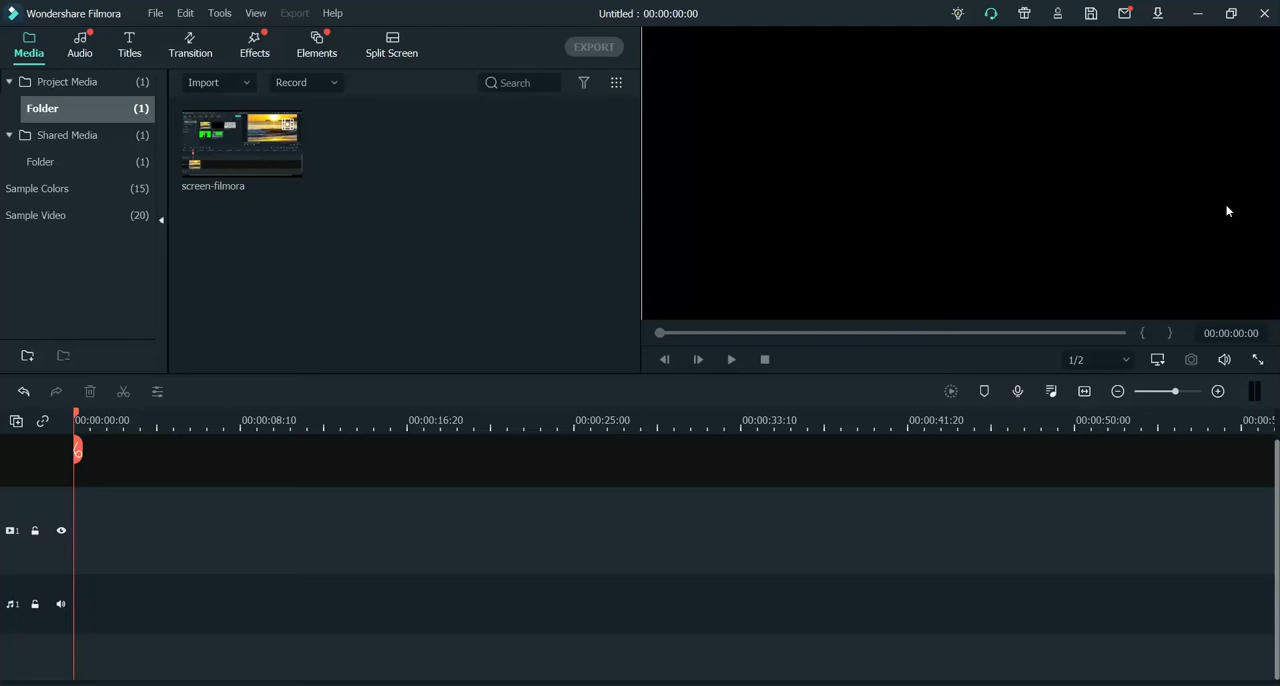 Wondershare Filmora File Edit Tools View Export Help Untitled : 00:00:00:00
Media Audio Titles Transition Effects Elements Split Screen EXPORT
Project Media (1) Import Record Search
Folder (1)
Shared Media (1)
Folder (1)
Sample Colors (15)
Sample Video (20)
screen-filmora
{ } 00:00:00:00
1/2
00:00:00:00 00:00:08:10 00:00:16:20 00:00:25:00 00:00:33:10 00:00:41:20 00:00:50:00 00:00:5
1
1